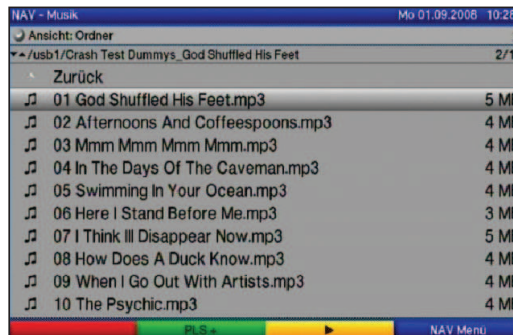 NAV - Musik Mo 01.09.2008 10:28
Ansicht: Ordner
/usb1/Crash Test Dummys_God Shuffled His Feet 2/1
Zurück
01 God Shuffled His Feet.mp3 5 M
02 Afternoons And Coffeespoons.mp3 4 M
03 Mmm Mmm Mmm Mmm.mp3 4 M
04 In The Days Of The Caveman.mp3 4 M
05 Swimming In Your Ocean.mp3 4 M
06 Here I Stand Before Me.mp3 3 M
07 I Think Ill Disappear Now.mp3 5 M
08 How Does A Duck Know.mp3 4 M
09 When I Go Out With Artists.mp3 4 M
10 The Psychic.mp3 4 M
PLS+ NAV Menü